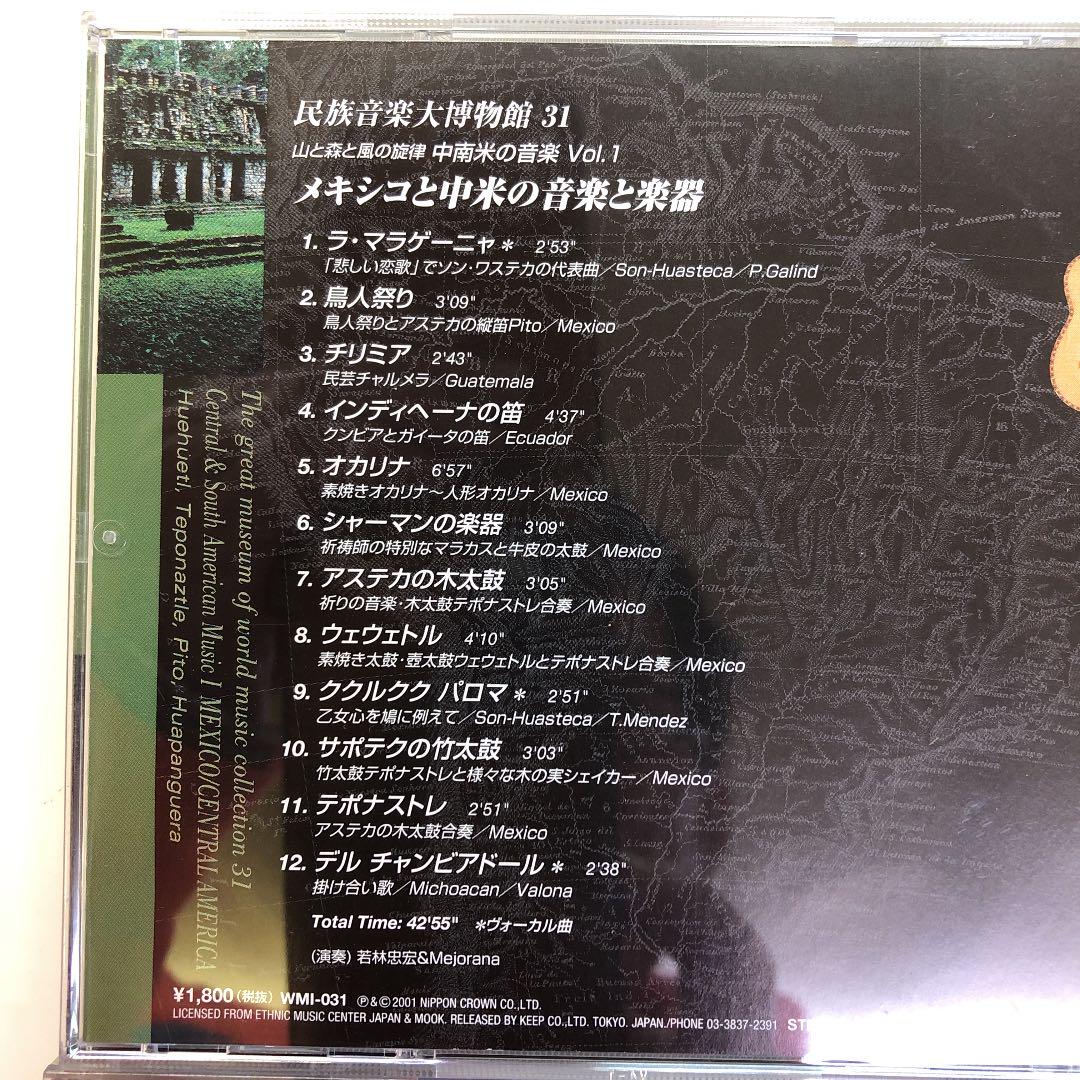 民族音楽大博物館 31
山と森と風の旋律 中南米の音楽 Vol.1
メキシコと中米の音楽と楽器
1. ラ・マラゲーニャ＊ 2'53"
「悲しい恋歌」でソン・ワステカの代表曲／Son-Huasteca／P.Galind
2. 鳥人祭り 3'09"
鳥人祭りとアステカの縦笛Pito／Mexico
3. チリミア 2'43"
民芸チャルメラ／Guatemala
4. インディヘーナの笛 4'37"
クンビアとガイータの笛／Ecuador
5. オカリナ 6'57"
素焼きオカリナ〜人形オカリナ／Mexico
6. シャーマンの楽器 3'09"
祈祷師の特別なマラカスと牛皮の太鼓／Mexico
7. アステカの木太鼓 3'05"
祈りの音楽・木太鼓テポナストレ合奏／Mexico
8. ウェウェトル 4'10"
素焼き太鼓・壺太鼓ウェウェトルとテポナストレ合奏／Mexico
9. ククルクク パロマ＊ 2'51"
乙女心を鳩に例えて／Son-Huasteca／T.Mendez
10. サポテクの竹太鼓 3'03"
竹太鼓テポナストレと様々な木の実シェイカー／Mexico
11. テポナストレ 2'51"
アステカの木太鼓合奏／Mexico
12. デル チャンビアドール＊ 2'38"
掛け合い歌／Michoacan／Valona
Total Time: 42'55" ＊ヴォーカル曲
(演奏) 若林忠宏&Mejorana
¥1,800(税抜) WMI-031 Ⓟ&©2001 NIPPON CROWN CO.,LTD.
LICENSED FROM ETHNIC MUSIC CENTER JAPAN & MOOK. RELEASED BY KEEP CO.,LTD. TOKYO. JAPAN./PHONE 03-3837-2391
The great museum of world music collection 31
Central & South American Music I MEXICO/CENTRAL AMERICA
Huehuetl, Teponaztle, Pito, Huapanguera